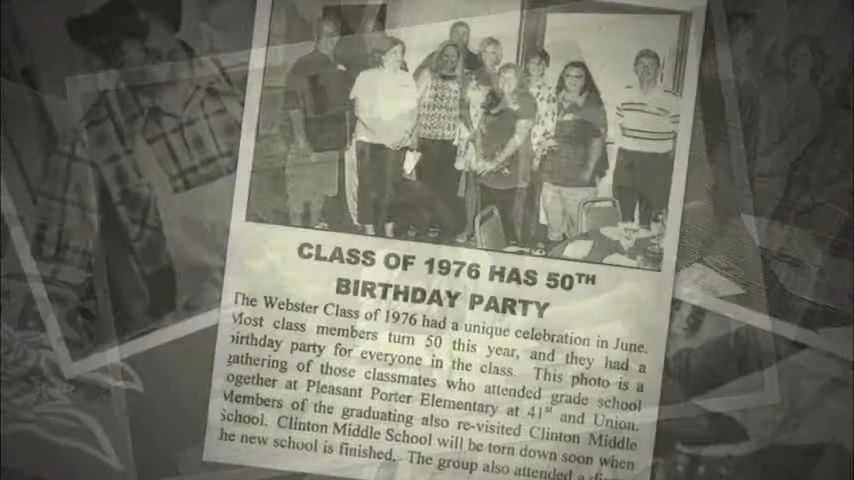 CLASS OF 1976 HAS 50TH
BIRTHDAY PARTY
The Webster Class of 1976 had a unique celebration in June.
Most class members turn 50 this year, and they had a
birthday party for everyone in the class. This photo is a
gathering of those classmates who attended grade school
ogether at Pleasant Porter Elementary at 41st and Union.
Members of the graduating also re-visited Clinton Middle
School. Clinton Middle School will be torn down soon when
he new school is finished. The group also attended a